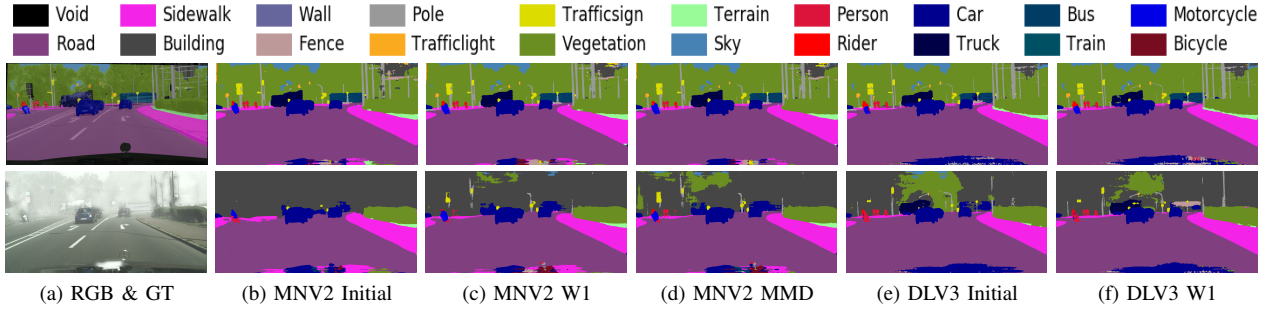 Void Sidewalk Wall Pole Trafficsign Terrain Person Car Bus Motorcycle
Road Building Fence Trafficlight Vegetation Sky Rider Truck Train Bicycle
(a) RGB & GT (b) MNV2 Initial (c) MNV2 W1 (d) MNV2 MMD (e) DLV3 Initial (f) DLV3 W1